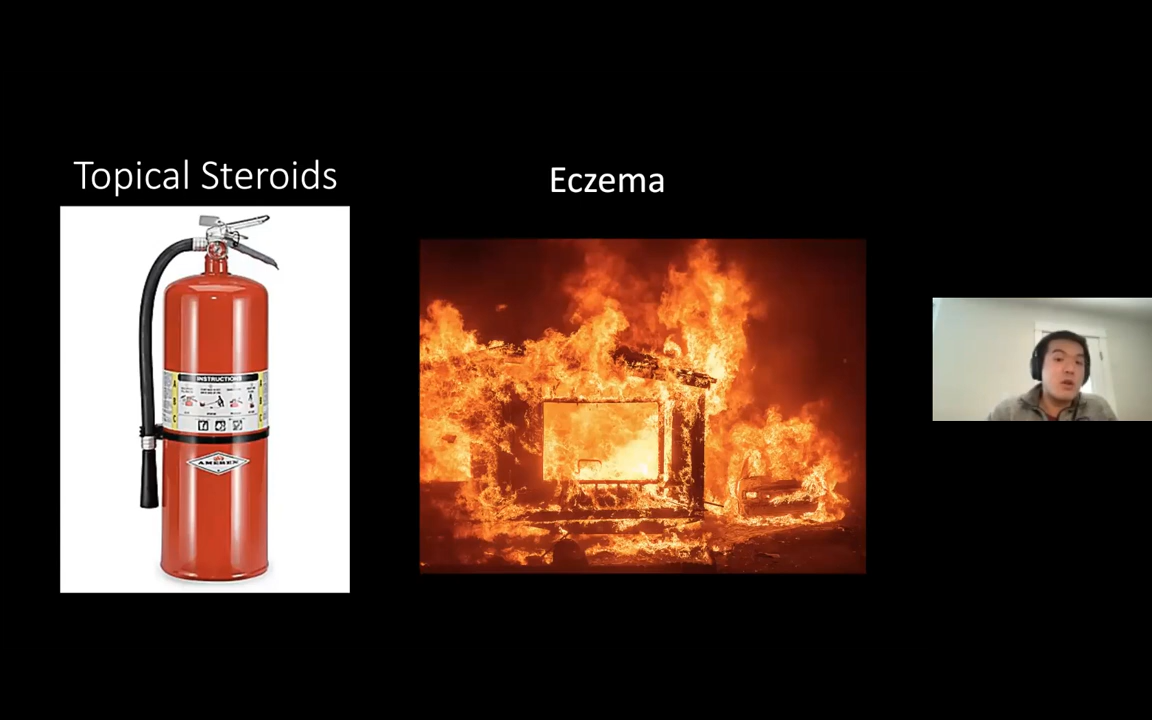 Topical Steroids
Eczema
INSTRUCTIONS
A
B
C
AMEREX